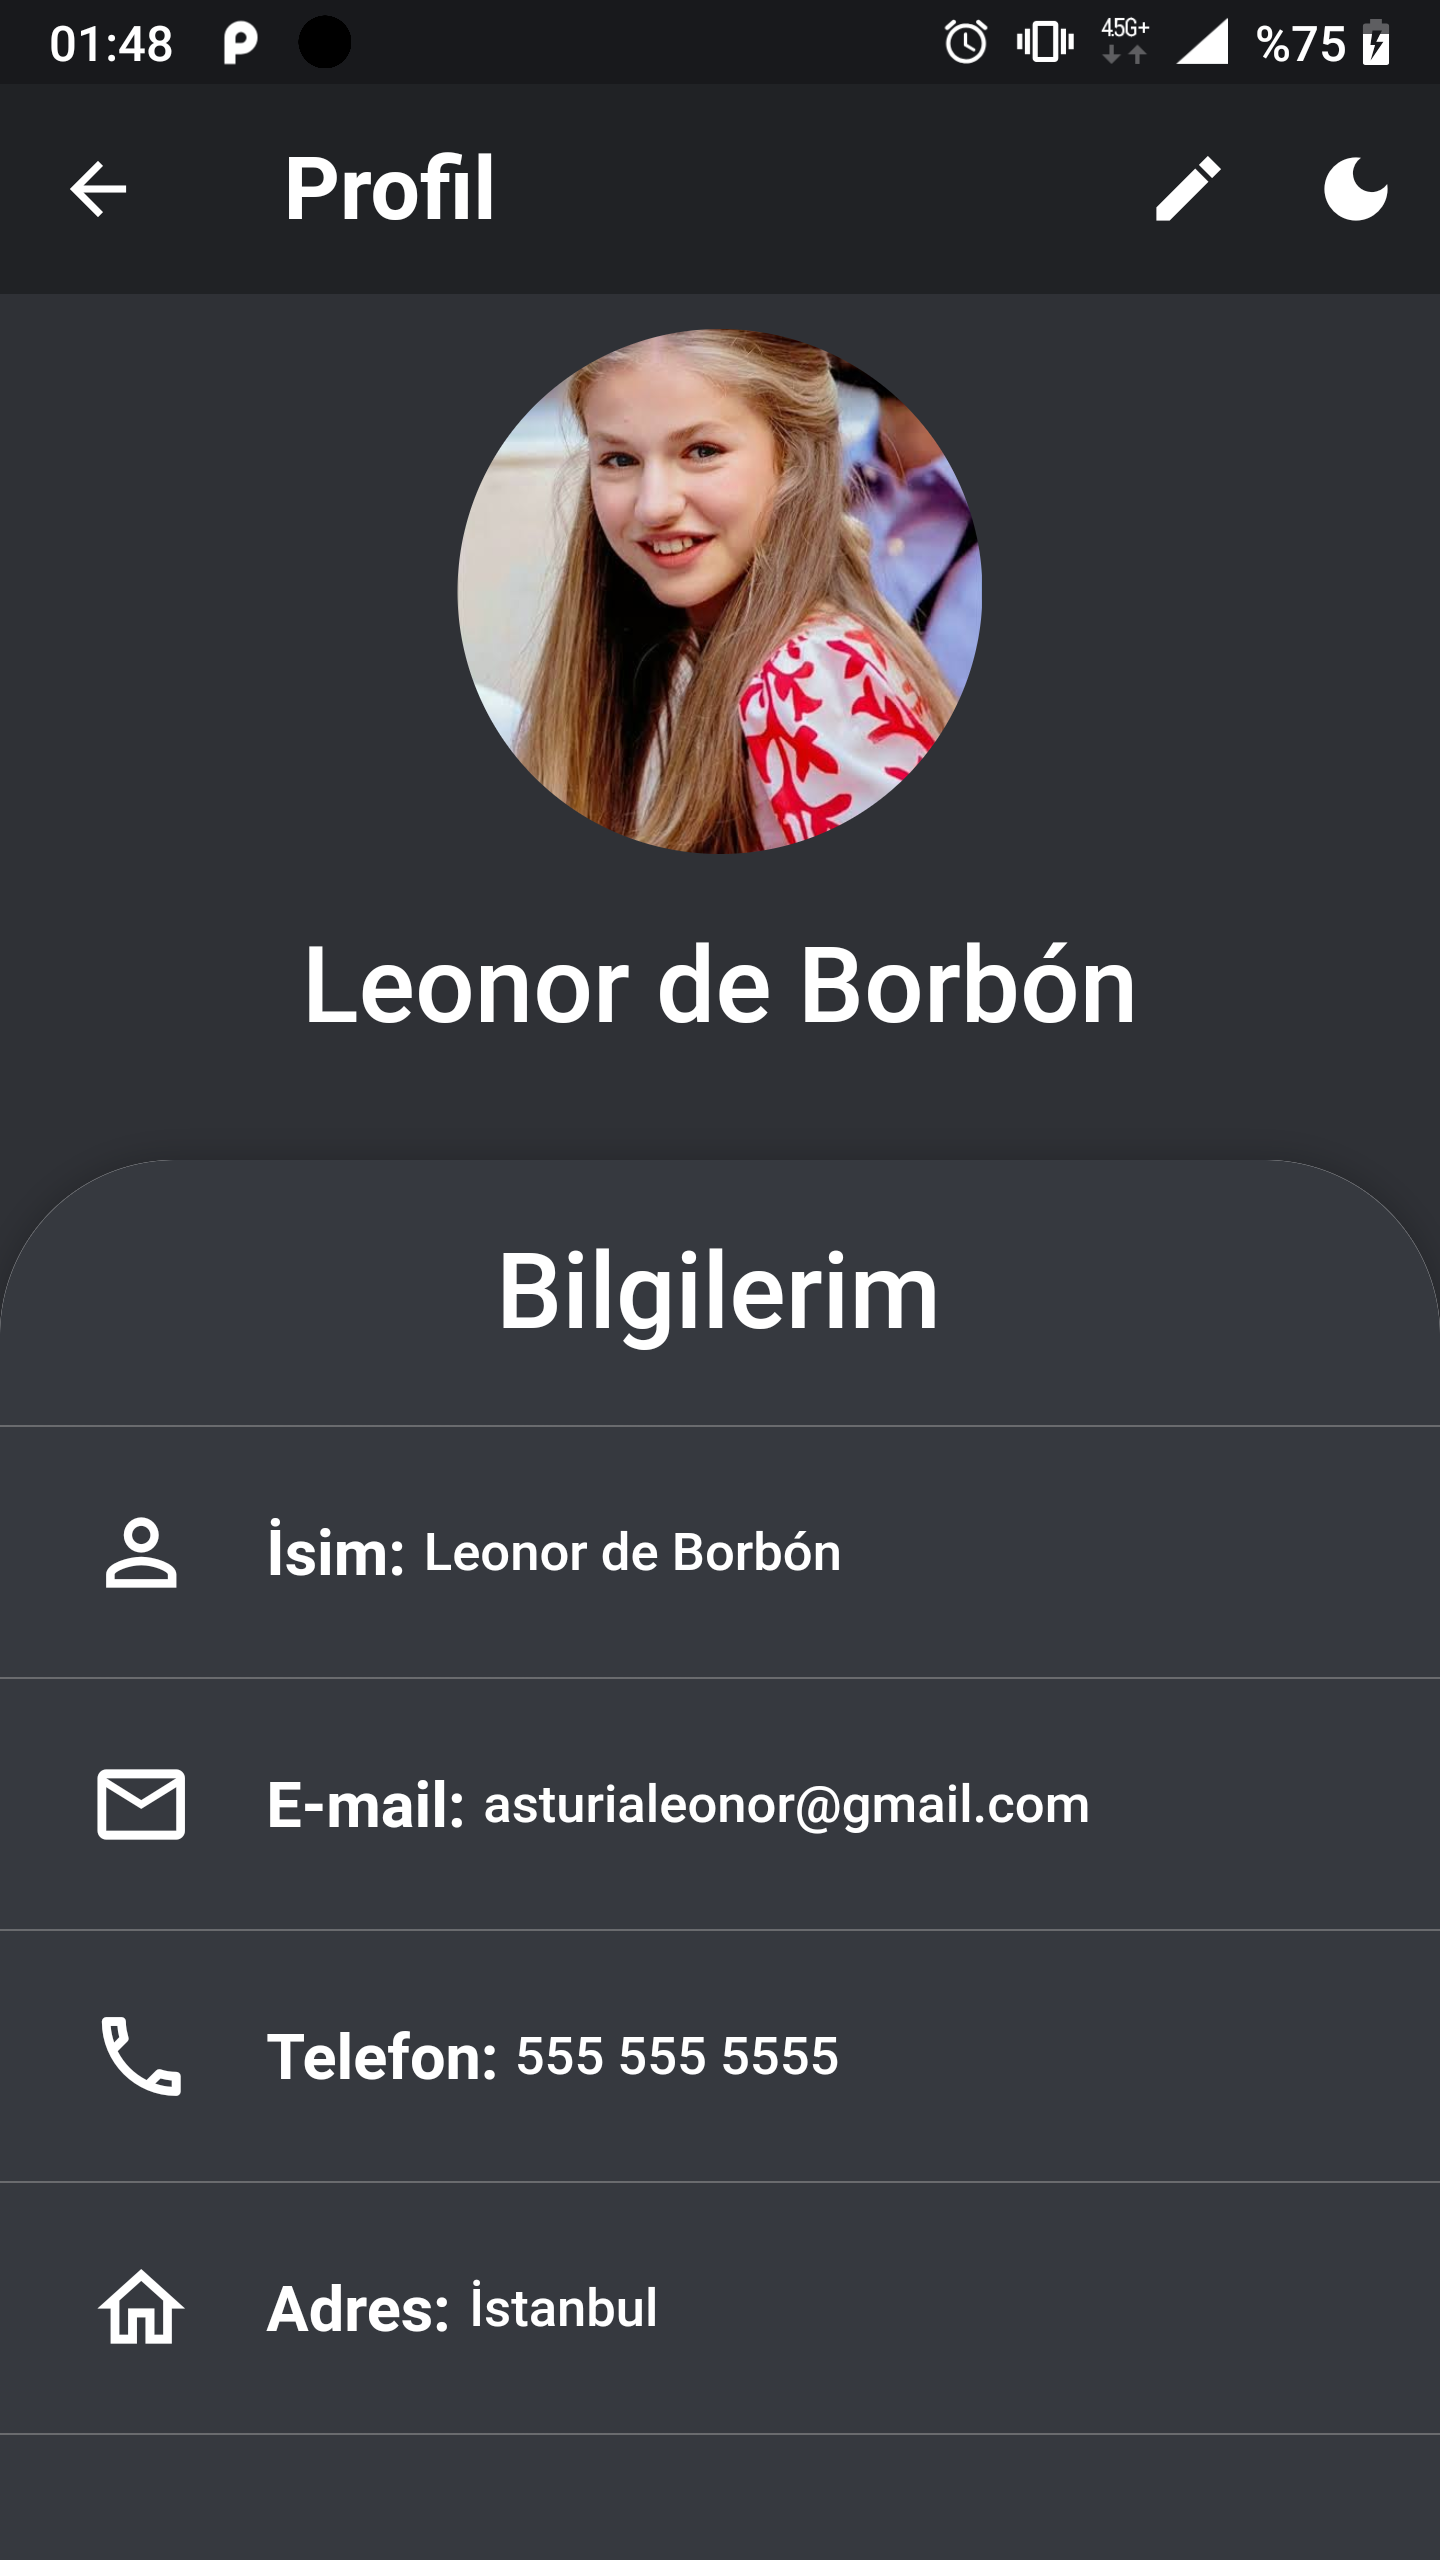 01:48 4.5G+ %75
Profil
Leonor de Borbón
Bilgilerim
İsim: Leonor de Borbón
E-mail: asturialeonor@gmail.com
Telefon: 555 555 5555
Adres: İstanbul